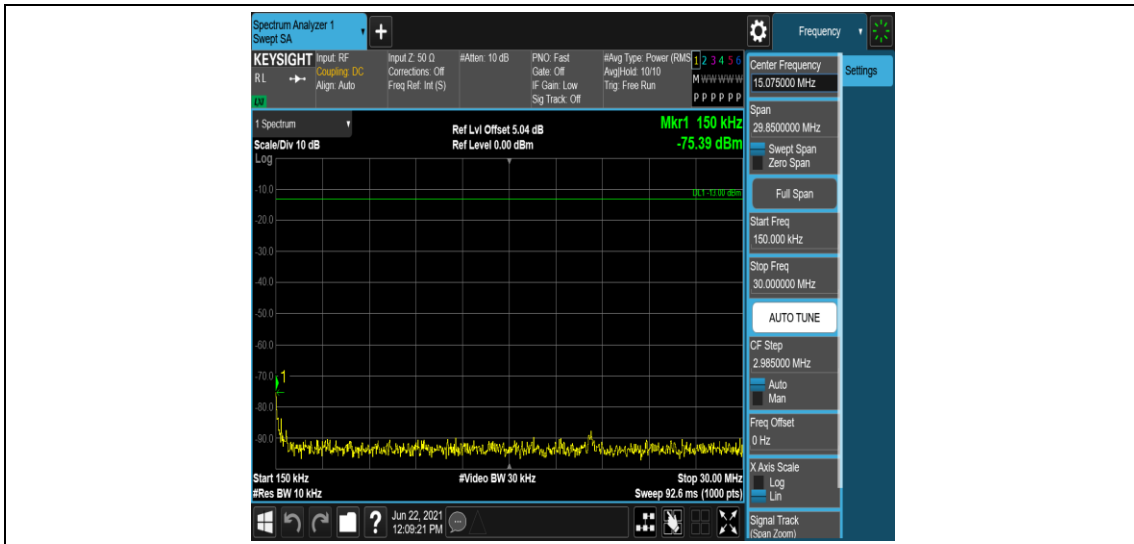 Spectrum Analyzer 1
Swept SA
+
Frequency
KEYSIGHT
RL
LXI
Input: RF
Coupling: DC
Align: Auto
Input Z: 50 Ω
Corrections: Off
Freq Ref: Int (S)
#Atten: 10 dB
PNO: Fast
Gate: Off
IF Gain: Low
Sig Track: Off
#Avg Type: Power (RMS
Avg|Hold: 10/10
Trig: Free Run
1 2 3 4 5 6
M W W W W W
P P P P P P
Center Frequency
15.075000 MHz
Settings
1 Spectrum
Scale/Div 10 dB
Log
Ref Lvl Offset 5.04 dB
Ref Level 0.00 dBm
Mkr1 150 kHz
-75.39 dBm
Span
29.8500000 MHz
Swept Span
Zero Span
Full Span
DL1 -13.00 dBm
-10.0
-20.0
-30.0
-40.0
-50.0
-60.0
-70.0
-80.0
-90.0
1
Start Freq
150.000 kHz
Stop Freq
30.000000 MHz
AUTO TUNE
CF Step
2.985000 MHz
Auto
Man
Freq Offset
0 Hz
X Axis Scale
Log
Lin
Signal Track
(Span Zoom)
Start 150 kHz
#Video BW 30 kHz
Stop 30.00 MHz
#Res BW 10 kHz
Sweep 92.6 ms (1000 pts)
?
Jun 22, 2021
12:09:21 PM